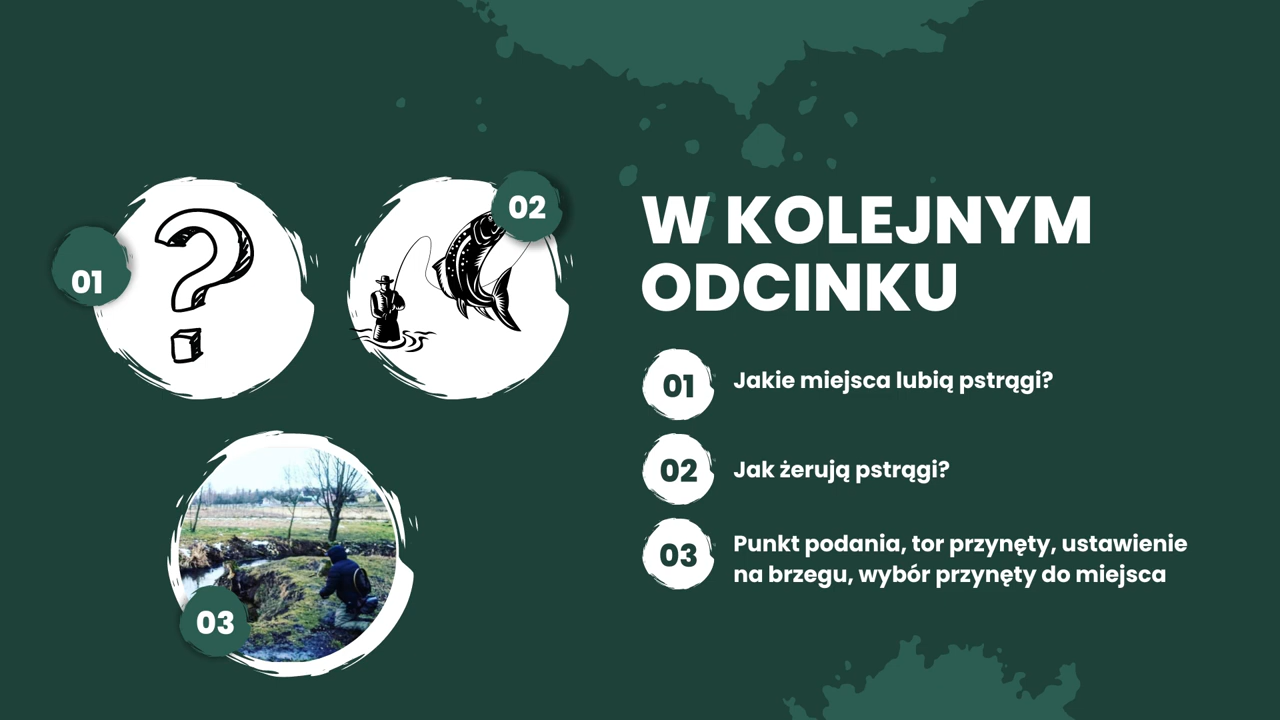 01
02
03
W KOLEJNYM
ODCINKU
01
Jakie miejsca lubią pstrągi?
02
Jak żerują pstrągi?
03
Punkt podania, tor przynęty, ustawienie
na brzegu, wybór przynęty do miejsca